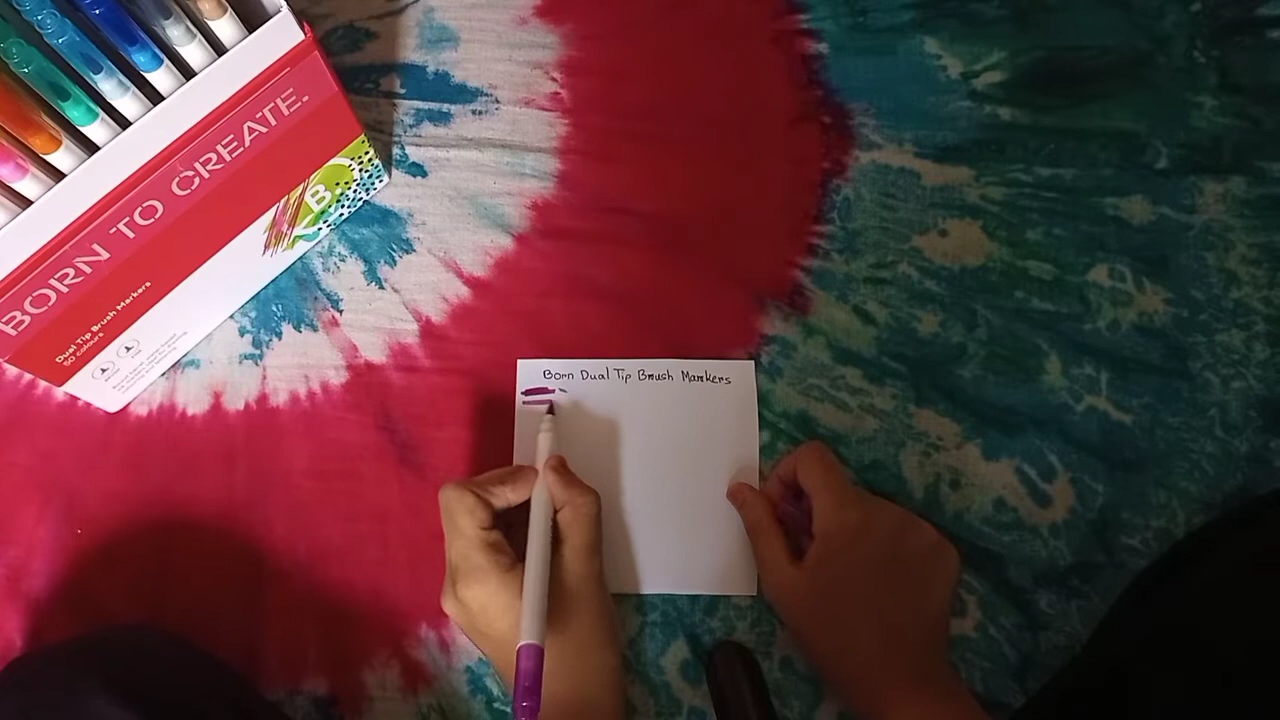 BORN TO CREATE.
B.
Dual Tip Brush Markers
50 colours
Born Dual Tip Brush Markers